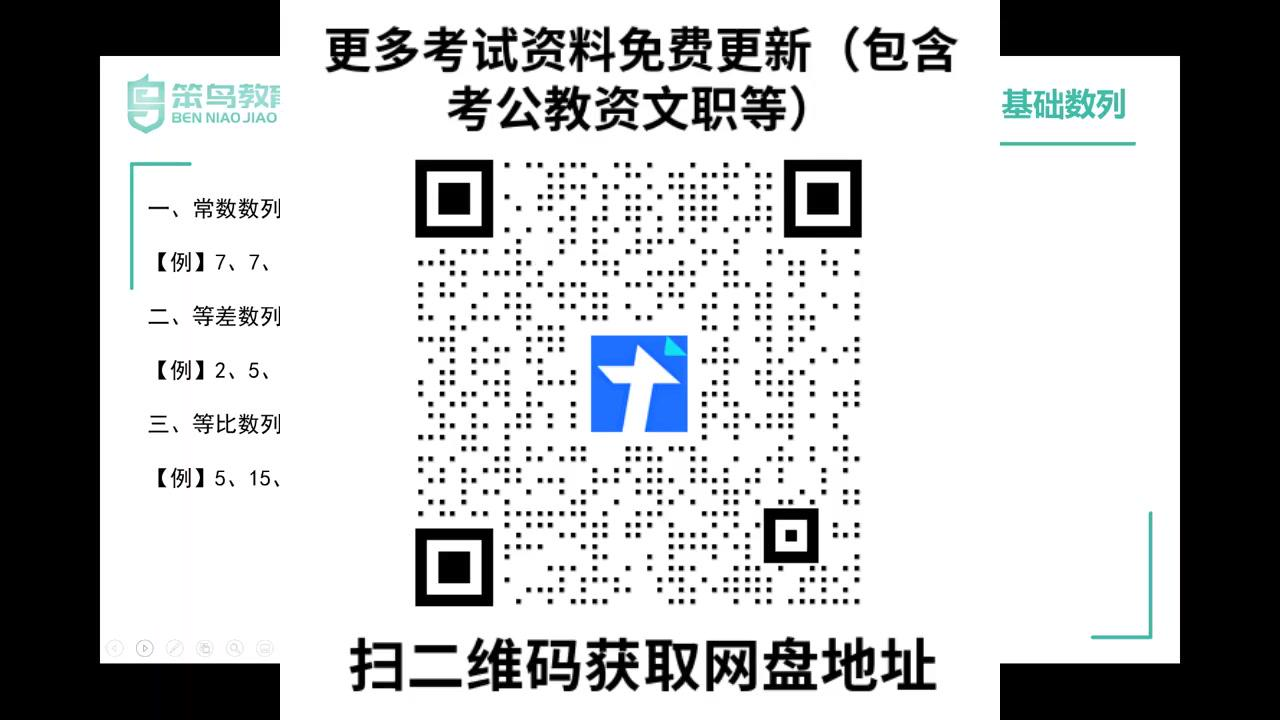 更多考试资料免费更新（包含
考公教资文职等）
笨鸟教育
BEN NIAO JIAO
基础数列
一、常数数列
【例】7、7、
二、等差数列
【例】2、5、
三、等比数列
【例】5、15、
扫二维码获取网盘地址